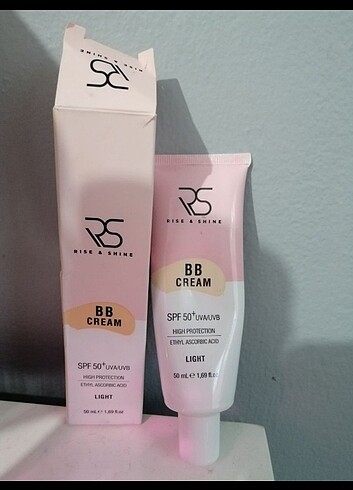 RISE & SHINE
RS
RS
RISE & SHINE
BB
CREAM
SPF 50+ UVA/UVB
HIGH PROTECTION
ETHYL ASCORBIC ACID
LIGHT
50 mL ℮ 1,69 fl.oz
RS
RISE & SHINE
BB
CREAM
SPF 50+ UVA/UVB
HIGH PROTECTION
ETHYL ASCORBIC ACID
LIGHT
50 mL ℮ 1,69 fl.oz